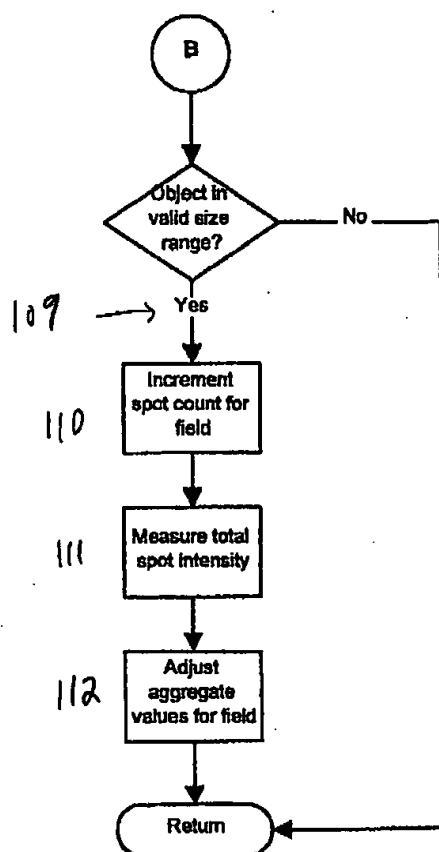 B
Object in
valid size
range?
No
109
Yes
Increment
spot count for
field
110
Measure total
spot intensity
111
Adjust
aggregate
values for field
112
Return